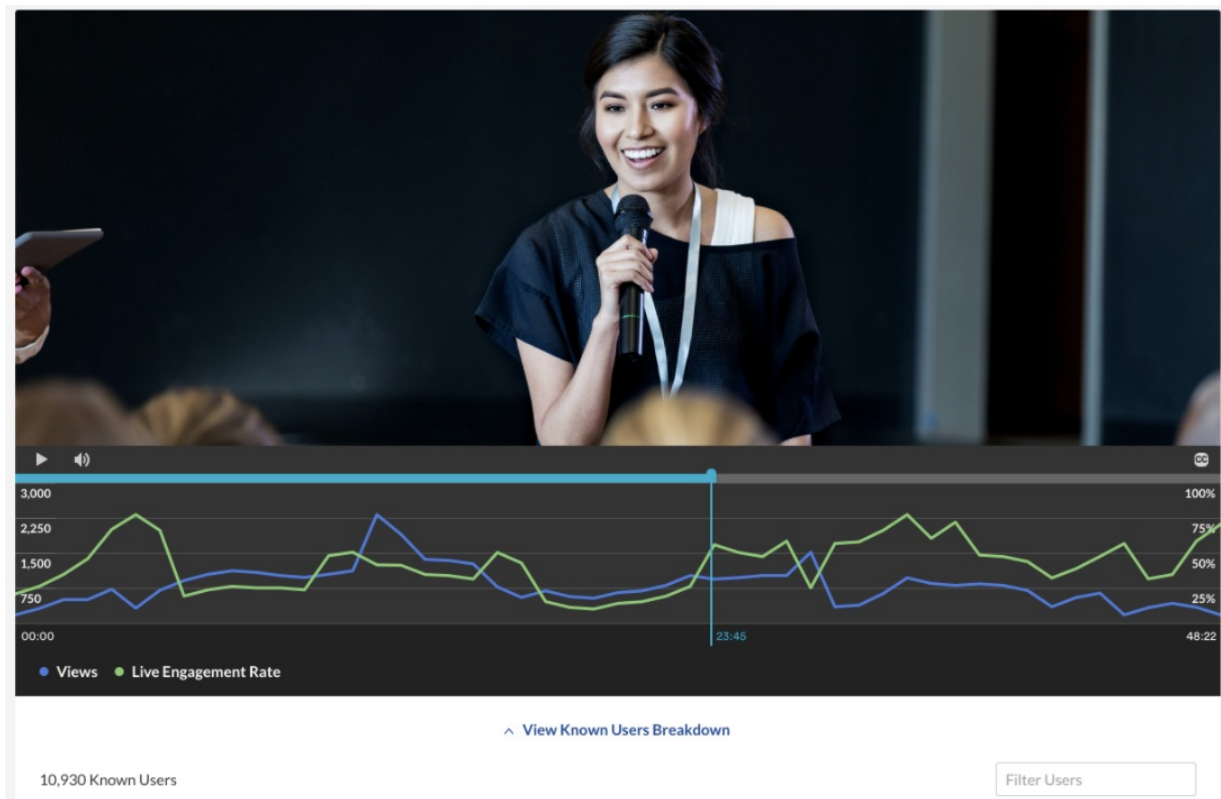 CC
3,000 100%
2,250 75%
1,500 50%
750 25%
00:00 23:45 48:22
Views Live Engagement Rate
View Known Users Breakdown
10,930 Known Users Filter Users